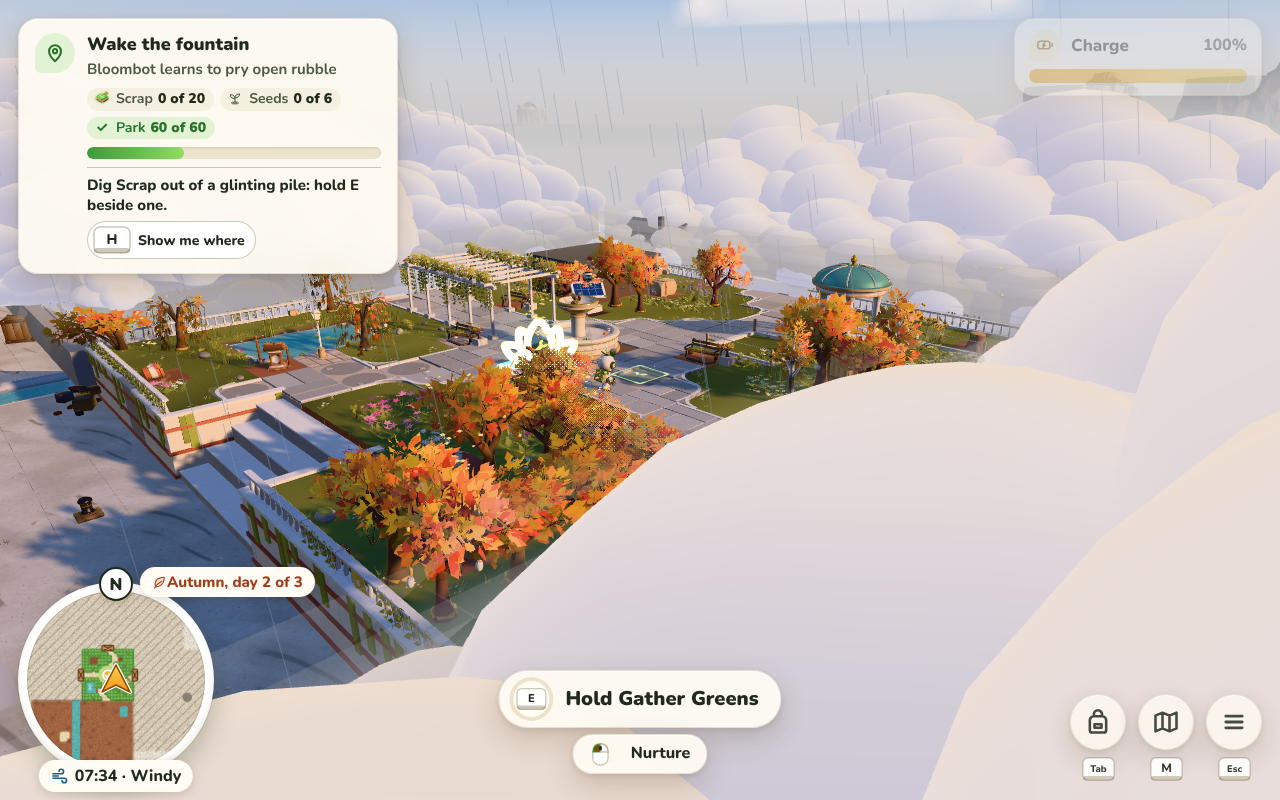 Wake the fountain
Bloombot learns to pry open rubble
Scrap 0 of 20
Seeds 0 of 6
Park 60 of 60
Dig Scrap out of a glinting pile: hold E
beside one.
H Show me where
Charge 100%
N
Autumn, day 2 of 3
07:34 · Windy
E Hold Gather Greens
Nurture
Tab
M
Esc